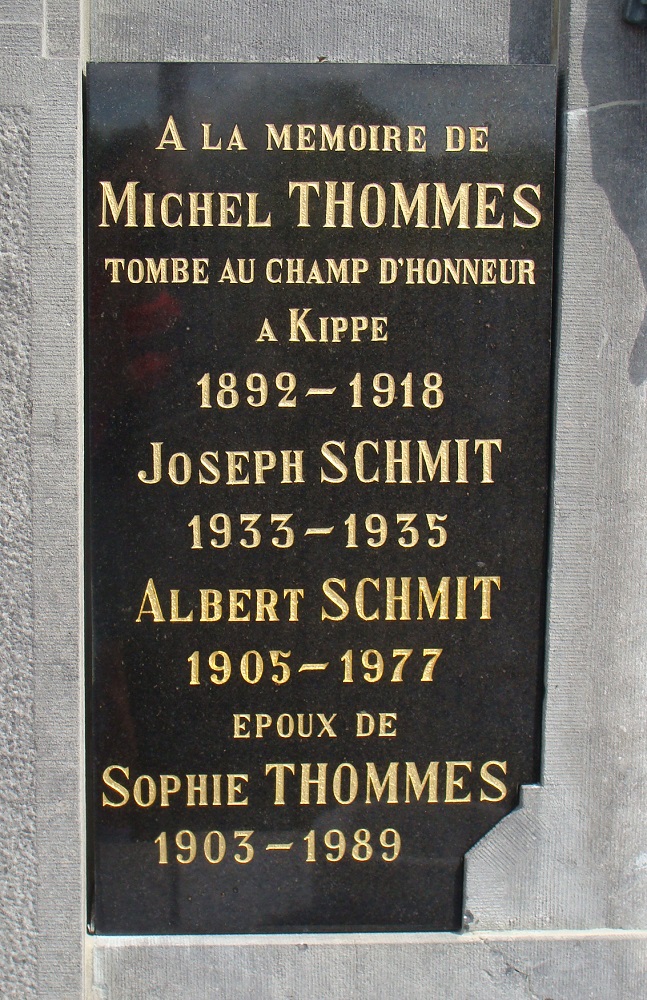 A LA MEMOIRE DE
MICHEL THOMMES
TOMBE AU CHAMP D'HONNEUR
A KIPPE
1892 – 1918
JOSEPH SCHMIT
1933 – 1935
ALBERT SCHMIT
1905 – 1977
EPOUX DE
SOPHIE THOMMES
1903 – 1989